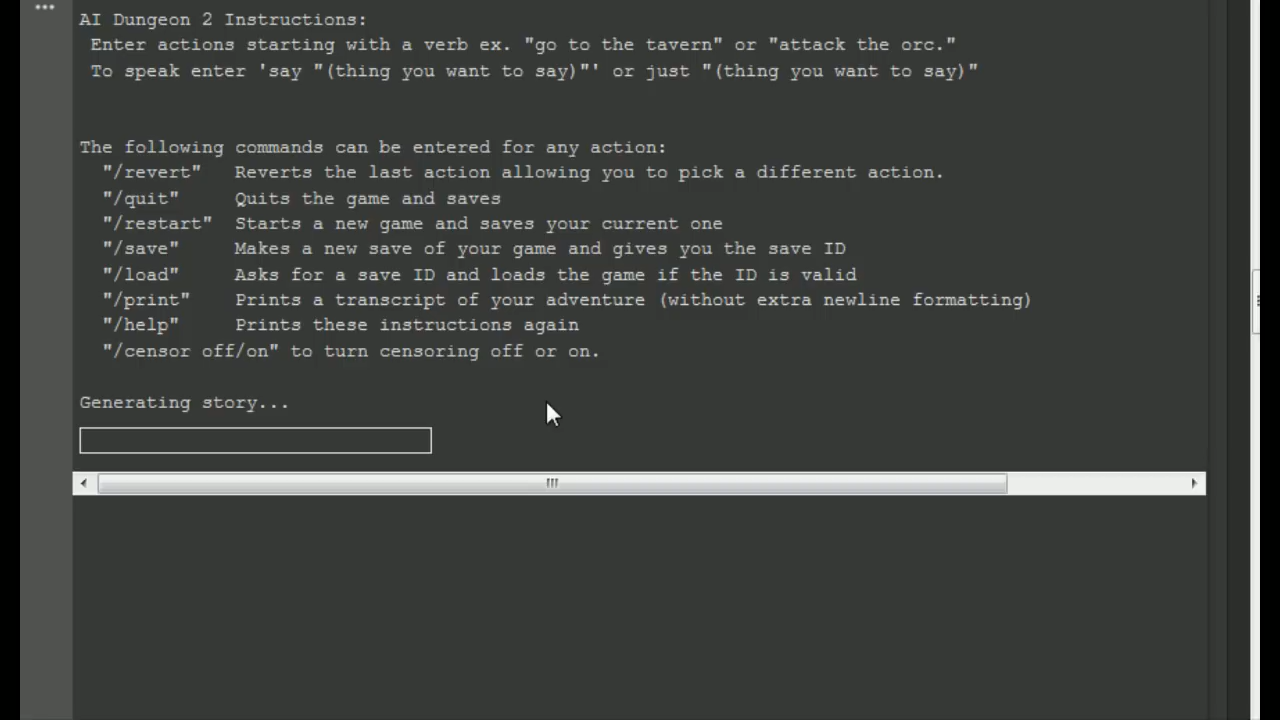 AI Dungeon 2 Instructions:
Enter actions starting with a verb ex. "go to the tavern" or "attack the orc."
To speak enter 'say "(thing you want to say)"' or just "(thing you want to say)"
The following commands can be entered for any action:
"/revert" Reverts the last action allowing you to pick a different action.
"/quit" Quits the game and saves
"/restart" Starts a new game and saves your current one
"/save" Makes a new save of your game and gives you the save ID
"/load" Asks for a save ID and loads the game if the ID is valid
"/print" Prints a transcript of your adventure (without extra newline formatting)
"/help" Prints these instructions again
"/censor off/on" to turn censoring off or on.
Generating story...